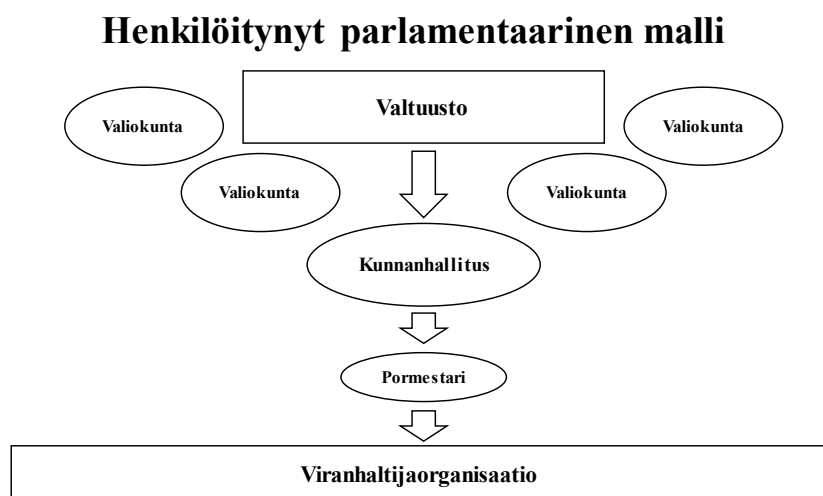 Henkilöitynyt parlamentaarinen malli
Valtuusto
Valiokunta
Valiokunta
Valiokunta
Valiokunta
Kunnanhallitus
Pormestari
Viranhaltijaorganisaatio